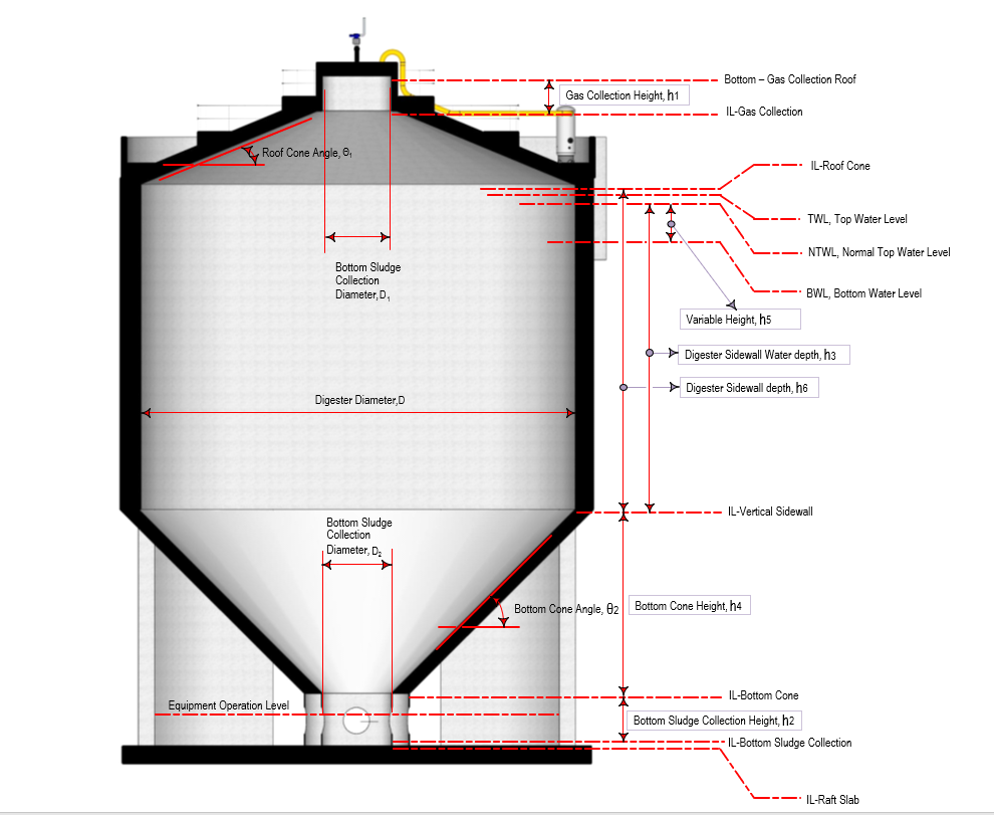 Bottom – Gas Collection Roof
Gas Collection Height, h1
IL-Gas Collection
Roof Cone Angle, θ1
IL-Roof Cone
TWL, Top Water Level
NTWL, Normal Top Water Level
Bottom Sludge
Collection
Diameter, D1
BWL, Bottom Water Level
Variable Height, h5
Digester Sidewall Water depth, h3
Digester Sidewall depth, h6
Digester Diameter,D
IL-Vertical Sidewall
Bottom Sludge
Collection
Diameter, D2
Bottom Cone Angle, θ2
Bottom Cone Height, h4
IL-Bottom Cone
Equipment Operation Level
Bottom Sludge Collection Height, h2
IL-Bottom Sludge Collection
IL-Raft Slab